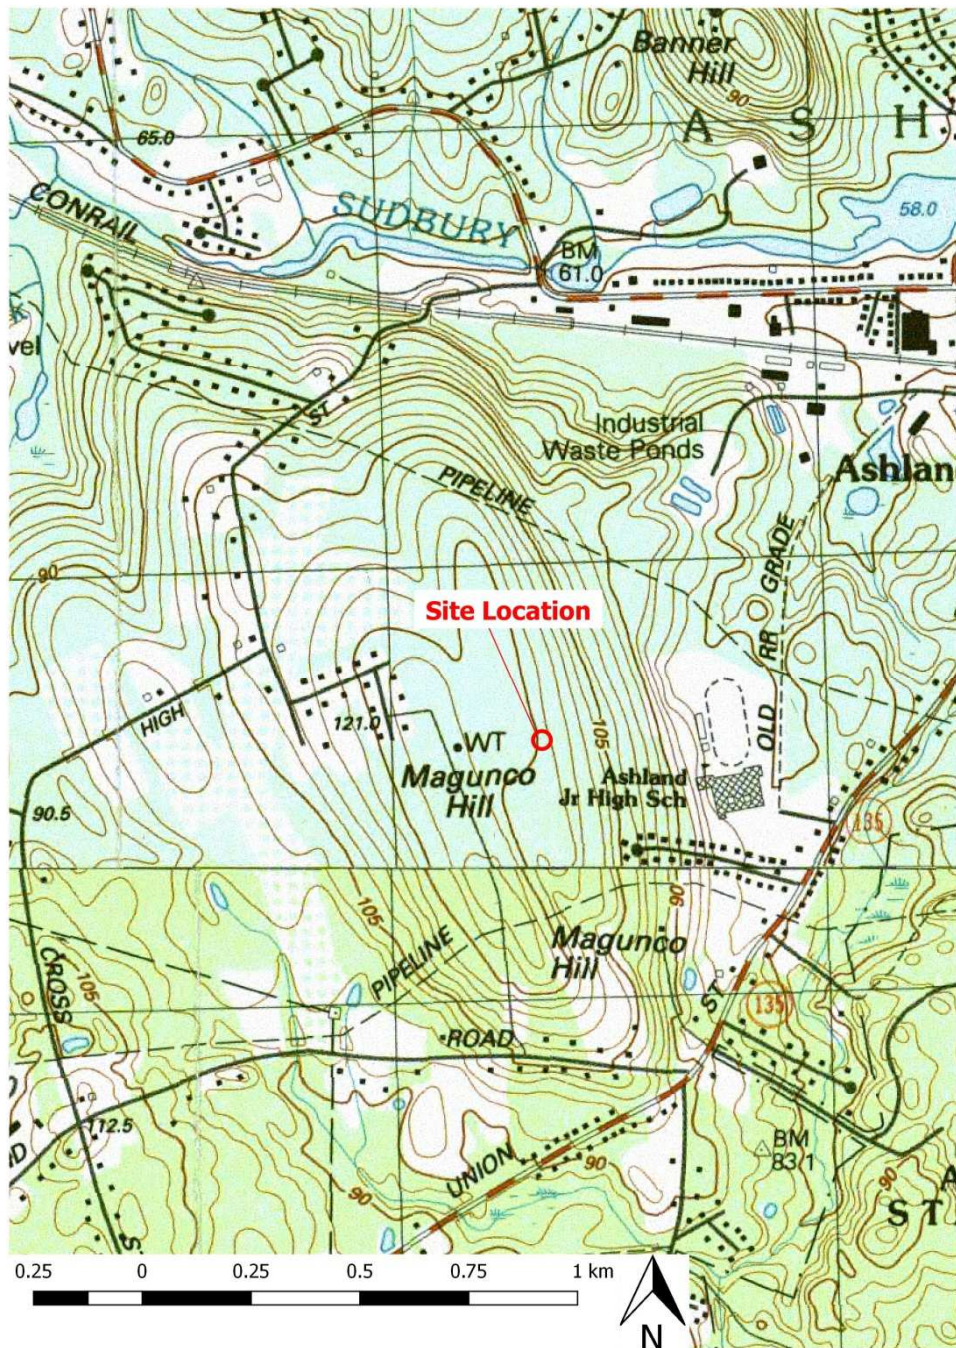 Banner
Hill
90
A S H
65.0
CONRAIL
SUDBURY
58.0
BM
61.0
vel
ST
Industrial
Waste Ponds
PIPELINE
Ashlan
90
OLD RR GRADE
Site Location
HIGH
121.0
WT
105
Magunco
Hill
Ashland
Jr High Sch
90.5
135
105
90
PIPELINE
Magunco
Hill
CROSS
105
ST
135
ROAD
112.5
UNION
90
BM
83.1
90
90
A
ST
ST
0.25 0 0.25 0.5 0.75 1 km
N